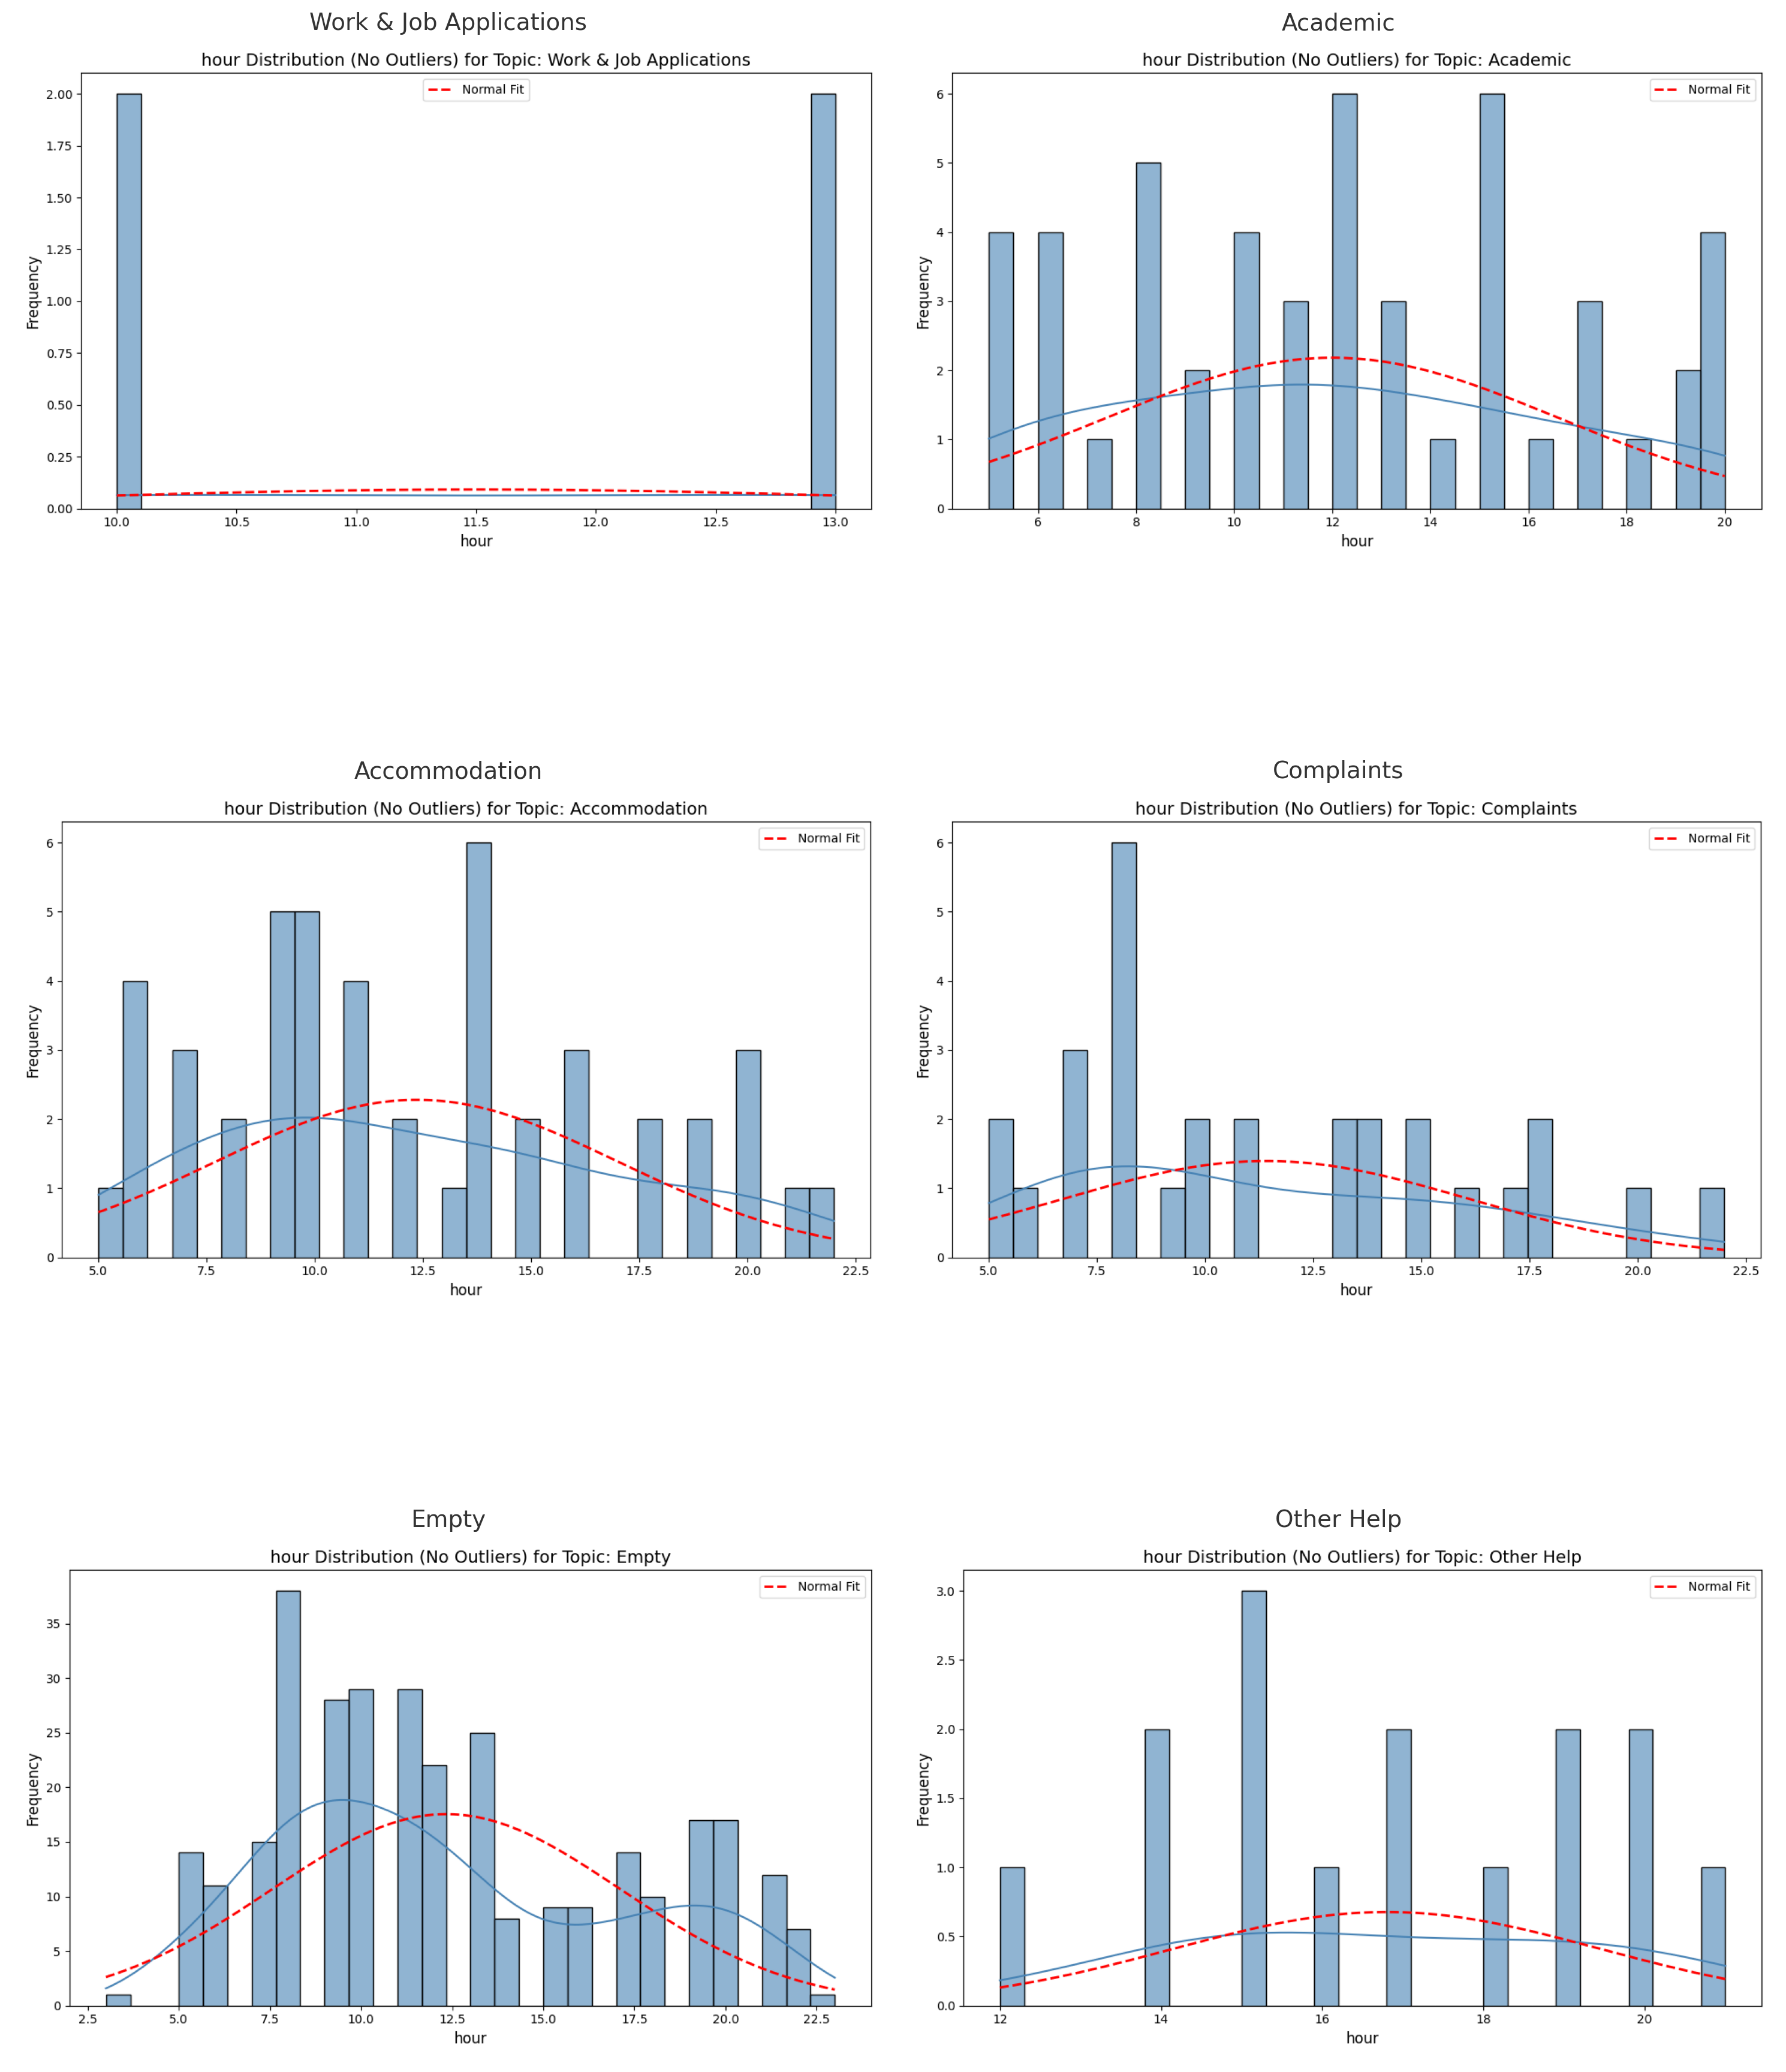 Work & Job Applications
hour Distribution (No Outliers) for Topic: Work & Job Applications
Normal Fit
Frequency
2.00
1.75
1.50
1.25
1.00
0.75
0.50
0.25
0.00
10.0 10.5 11.0 11.5 12.0 12.5 13.0
hour
Academic
hour Distribution (No Outliers) for Topic: Academic
Normal Fit
Frequency
6
5
4
3
2
1
0
6 8 10 12 14 16 18 20
hour
Accommodation
hour Distribution (No Outliers) for Topic: Accommodation
Normal Fit
Frequency
6
5
4
3
2
1
0
5.0 7.5 10.0 12.5 15.0 17.5 20.0 22.5
hour
Complaints
hour Distribution (No Outliers) for Topic: Complaints
Normal Fit
Frequency
6
5
4
3
2
1
0
5.0 7.5 10.0 12.5 15.0 17.5 20.0 22.5
hour
Empty
hour Distribution (No Outliers) for Topic: Empty
Normal Fit
Frequency
35
30
25
20
15
10
5
0
2.5 5.0 7.5 10.0 12.5 15.0 17.5 20.0 22.5
hour
Other Help
hour Distribution (No Outliers) for Topic: Other Help
Normal Fit
Frequency
3.0
2.5
2.0
1.5
1.0
0.5
0.0
12 14 16 18 20
hour